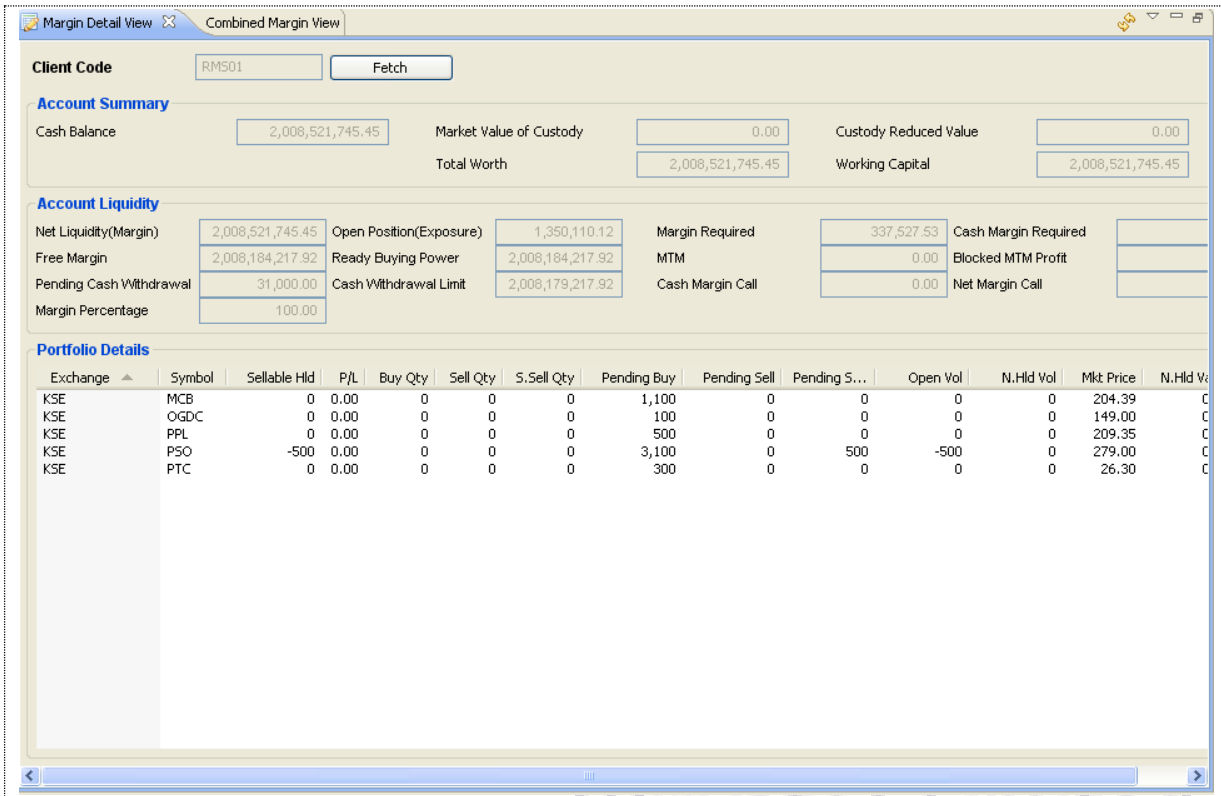 Margin Detail View Combined Margin View
Client Code RMS01 Fetch
Account Summary
Cash Balance 2,008,521,745.45 Market Value of Custody 0.00 Custody Reduced Value 0.00
Total Worth 2,008,521,745.45 Working Capital 2,008,521,745.45
Account Liquidity
Net Liquidity(Margin) 2,008,521,745.45 Open Position(Exposure) 1,350,110.12 Margin Required 337,527.53 Cash Margin Required
Free Margin 2,008,184,217.92 Ready Buying Power 2,008,184,217.92 MTM 0.00 Blocked MTM Profit
Pending Cash Withdrawal 31,000.00 Cash Withdrawal Limit 2,008,179,217.92 Cash Margin Call 0.00 Net Margin Call
Margin Percentage 100.00
Portfolio Details
Exchange Symbol Sellable Hld P/L Buy Qty Sell Qty S.Sell Qty Pending Buy Pending Sell Pending S... Open Vol N.Hld Vol Mkt Price N.Hld Va
KSE MCB 0 0.00 0 0 0 1,100 0 0 0 0 204.39
KSE OGDC 0 0.00 0 0 0 100 0 0 0 0 149.00
KSE PPL 0 0.00 0 0 0 500 0 0 0 0 209.35
KSE PSO -500 0.00 0 0 0 3,100 0 500 -500 0 279.00
KSE PTC 0 0.00 0 0 0 300 0 0 0 0 26.30